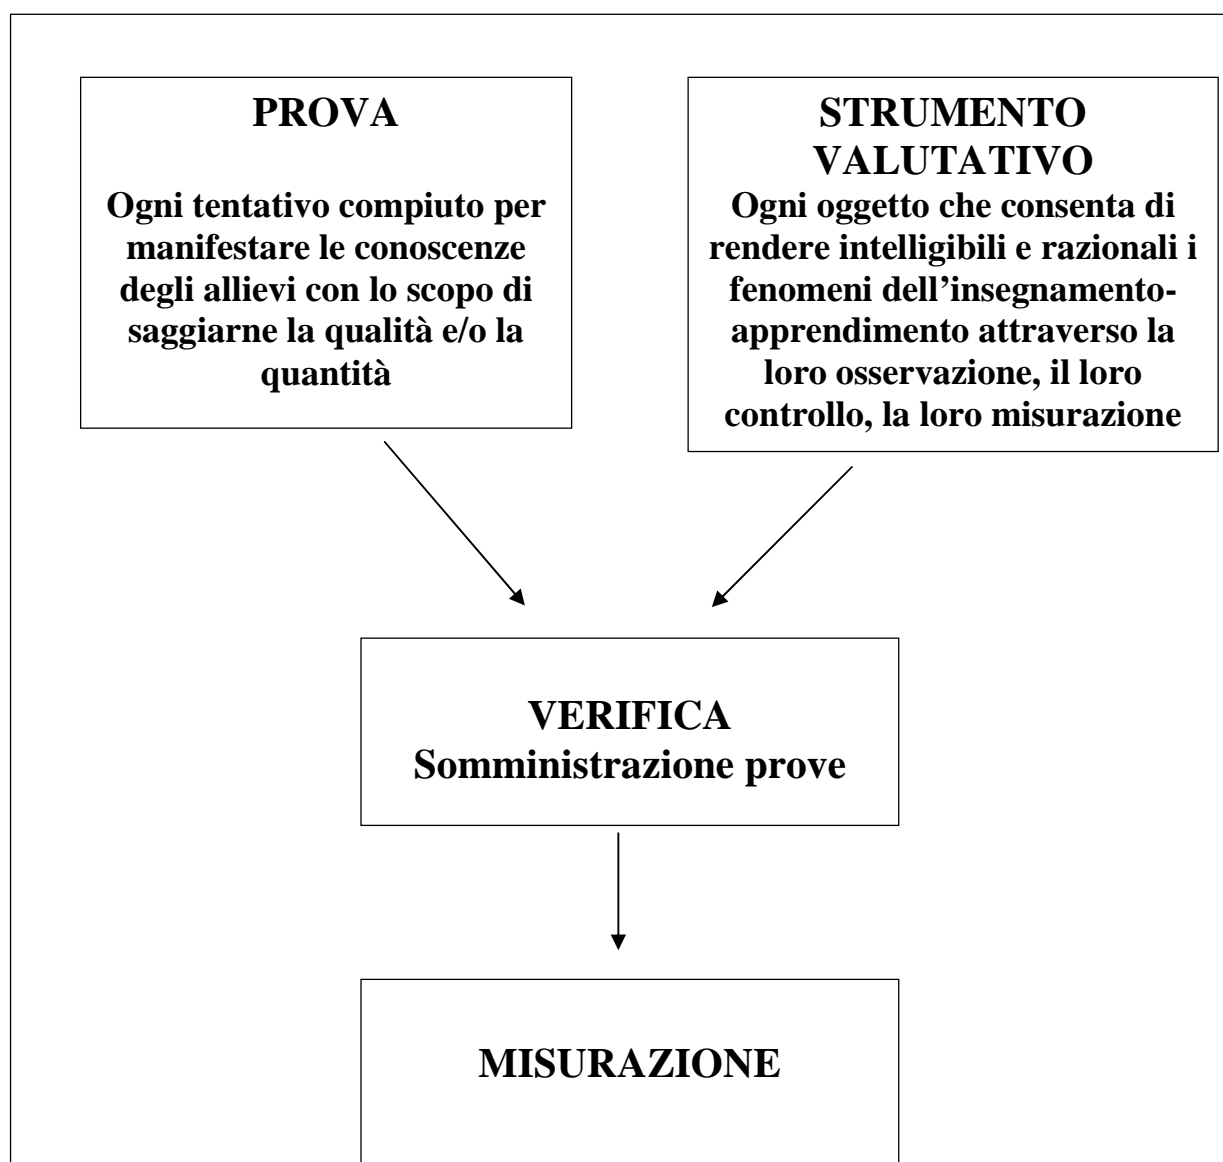 PROVA
Ogni tentativo compiuto per
manifestare le conoscenze
degli allievi con lo scopo di
saggiarne la qualità e/o la
quantità
STRUMENTO
VALUTATIVO
Ogni oggetto che consenta di
rendere intelligibili e razionali i
fenomeni dell’insegnamento-
apprendimento attraverso la
loro osservazione, il loro
controllo, la loro misurazione
VERIFICA
Somministrazione prove
MISURAZIONE